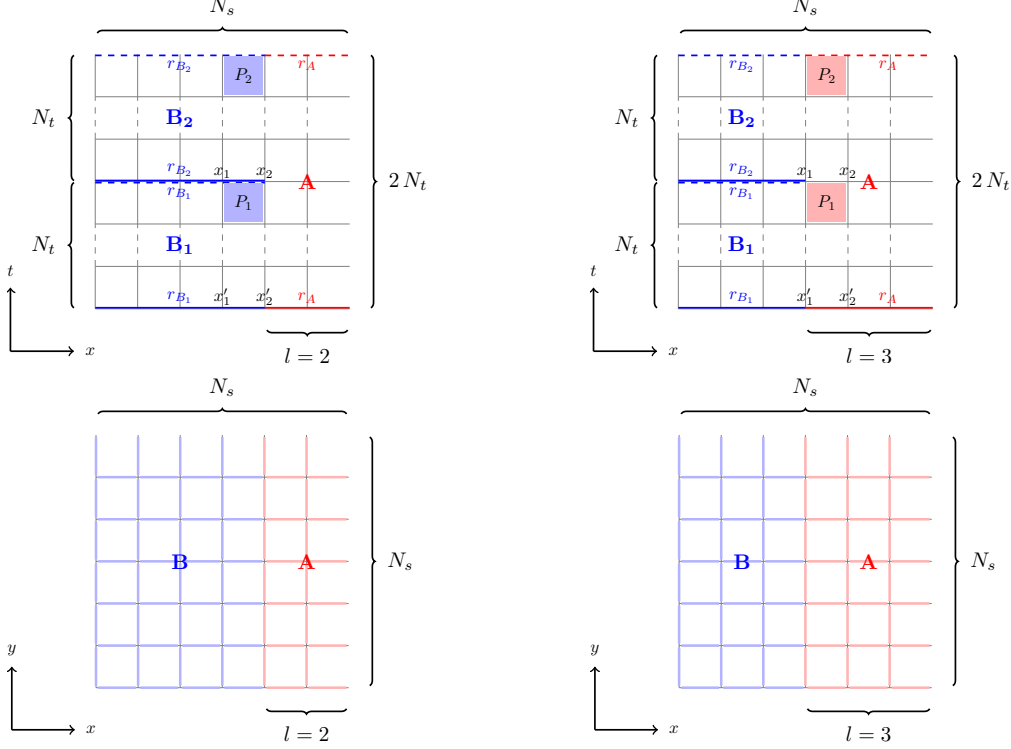 N_s
r_{B_2} P_2 r_A
N_t B_2
r_{B_2} x_1 x_2 A 2 N_t
r_{B_1} P_1
N_t B_1
t r_{B_1} x'_1 x'_2 r_A
x l = 2
N_s
r_{B_2} P_2 r_A
N_t B_2
r_{B_2} x_1 x_2 A 2 N_t
r_{B_1} P_1
N_t B_1
t r_{B_1} x'_1 x'_2 r_A
x l = 3
N_s
B A N_s
y
x l = 2
N_s
B A N_s
y
x l = 3